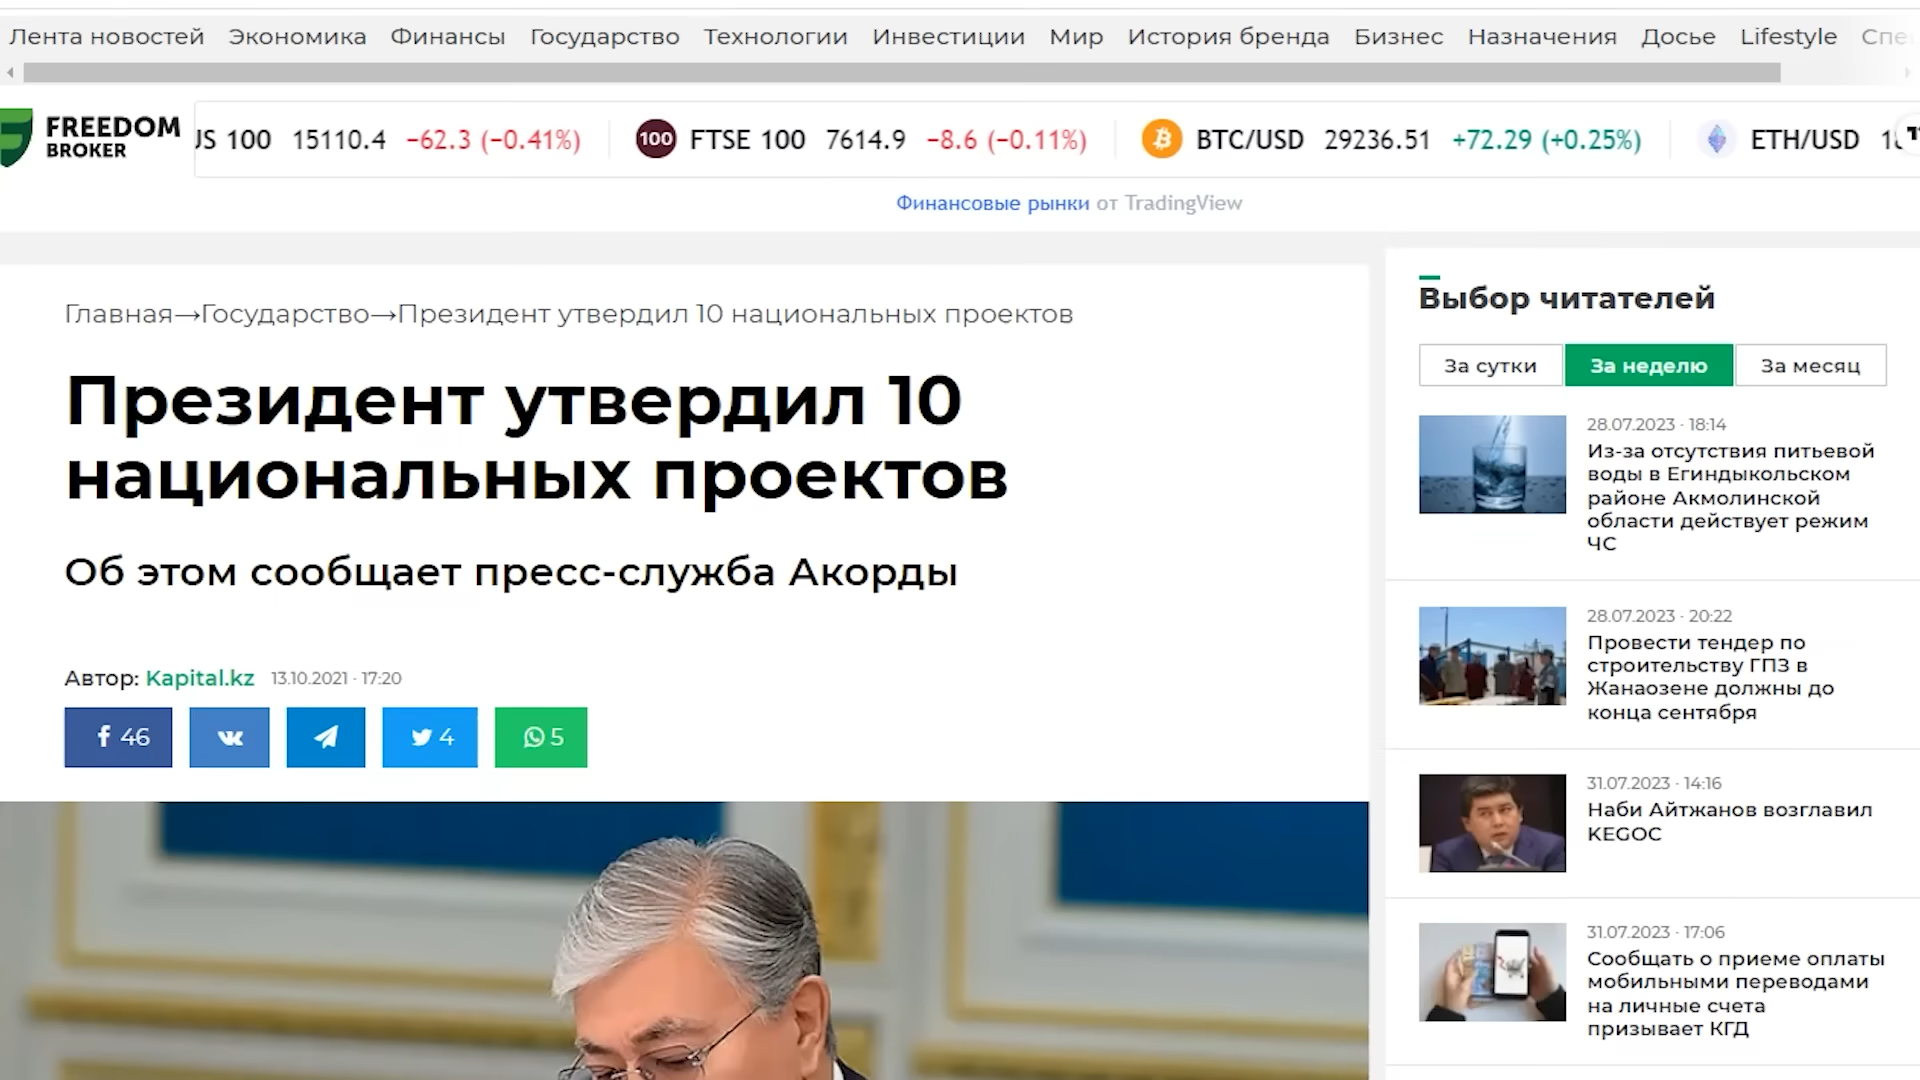 Лента новостей Экономика Финансы Государство Технологии Инвестиции Мир История бренда Бизнес Назначения Досье Lifestyle
FREEDOM
BROKER
100 15110.4 −62.3 (−0.41%) 100 FTSE 100 7614.9 −8.6 (−0.11%) BTC/USD 29236.51 +72.29 (+0.25%) ETH/USD
Финансовые рынки от TradingView
Главная→Государство→Президент утвердил 10 национальных проектов
Президент утвердил 10
национальных проектов
Об этом сообщает пресс-служба Акорды
Автор: Kapital.kz 13.10.2021 · 17:20
46 4 5
Выбор читателей
За сутки За неделю За месяц
28.07.2023 · 18:14
Из-за отсутствия питьевой
воды в Егиндыкольском
районе Акмолинской
области действует режим
ЧС
28.07.2023 · 20:22
Провести тендер по
строительству ГПЗ в
Жанаозене должны до
конца сентября
31.07.2023 · 14:16
Наби Айтжанов возглавил
KEGOC
31.07.2023 · 17:06
Сообщать о приеме оплаты
мобильными переводами
на личные счета
призывает КГД